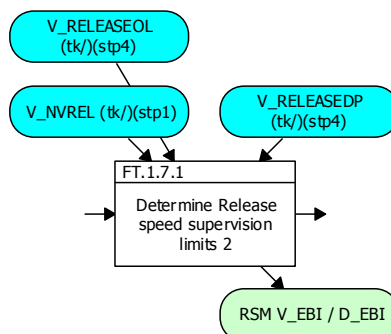 V_RELEASEOL
(tk/)(stp4)
V_NVREL (tk/)(stp1)
V_RELEASEDP
(tk/)(stp4)
FT.1.7.1
Determine Release
speed supervision
limits 2
RSM V_EBI / D_EBI